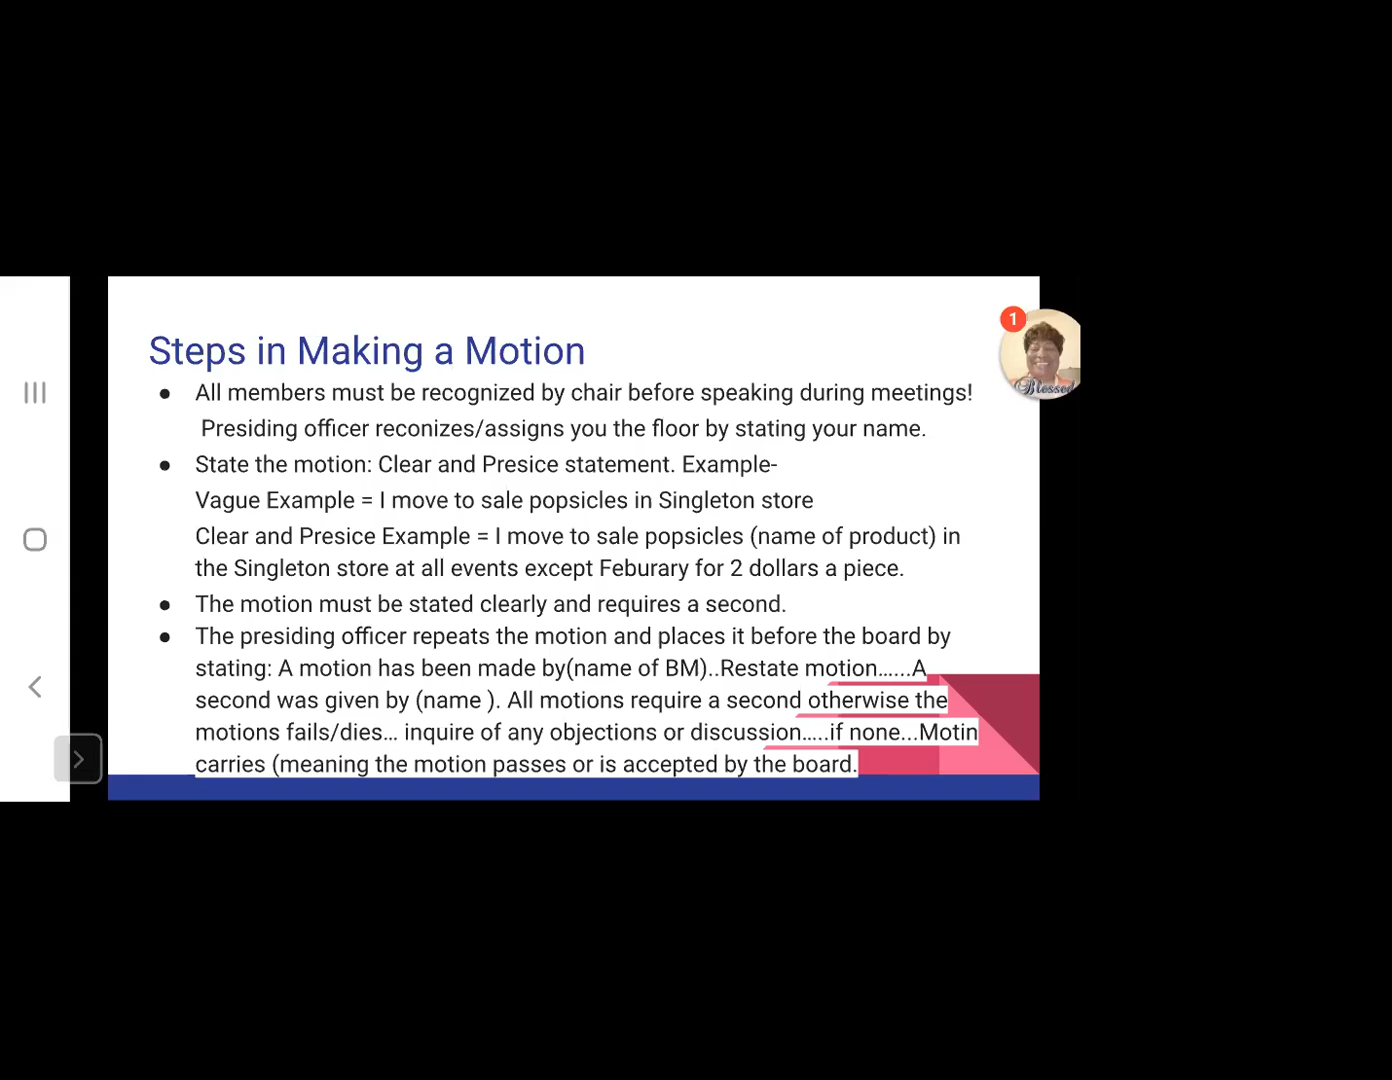 Steps in Making a Motion
1
● All members must be recognized by chair before speaking during meetings!
Blessed
Presiding officer reconizes/assigns you the floor by stating your name.
● State the motion: Clear and Presice statement. Example-
Vague Example = I move to sale popsicles in Singleton store
Clear and Presice Example = I move to sale popsicles (name of product) in
the Singleton store at all events except Feburary for 2 dollars a piece.
● The motion must be stated clearly and requires a second.
● The presiding officer repeats the motion and places it before the board by
stating: A motion has been made by(name of BM)..Restate motion......A
second was given by (name ). All motions require a second otherwise the
motions fails/dies... inquire of any objections or discussion.....if none...Motin
carries (meaning the motion passes or is accepted by the board.